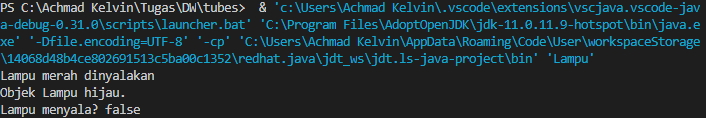 PS C:\Achmad Kelvin\Tugas\DW\tubes>  & 'c:\Users\Achmad Kelvin\.vscode\extensions\vscjava.vscode-jav
a-debug-0.31.0\scripts\launcher.bat' 'C:\Program Files\AdoptOpenJDK\jdk-11.0.11.9-hotspot\bin\java.e
xe' '-Dfile.encoding=UTF-8' '-cp' 'C:\Users\Achmad Kelvin\AppData\Roaming\Code\User\workspaceStorage
\14068d48b4ce802691513c5ba00c1352\redhat.java\jdt_ws\jdt.ls-java-project\bin' 'Lampu'
Lampu merah dinyalakan
Objek Lampu hijau.
Lampu menyala? false